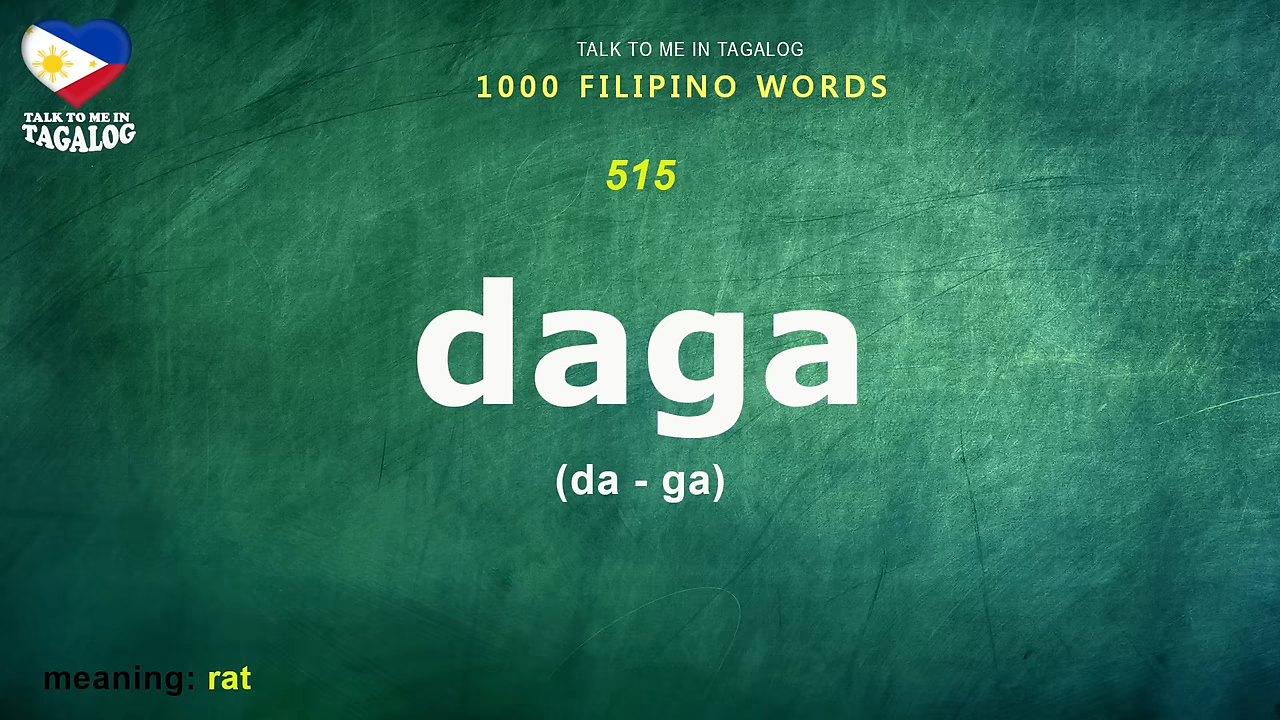 TALK TO ME IN
TAGALOG
TALK TO ME IN TAGALOG
1000 FILIPINO WORDS
515
daga
(da - ga)
meaning: rat